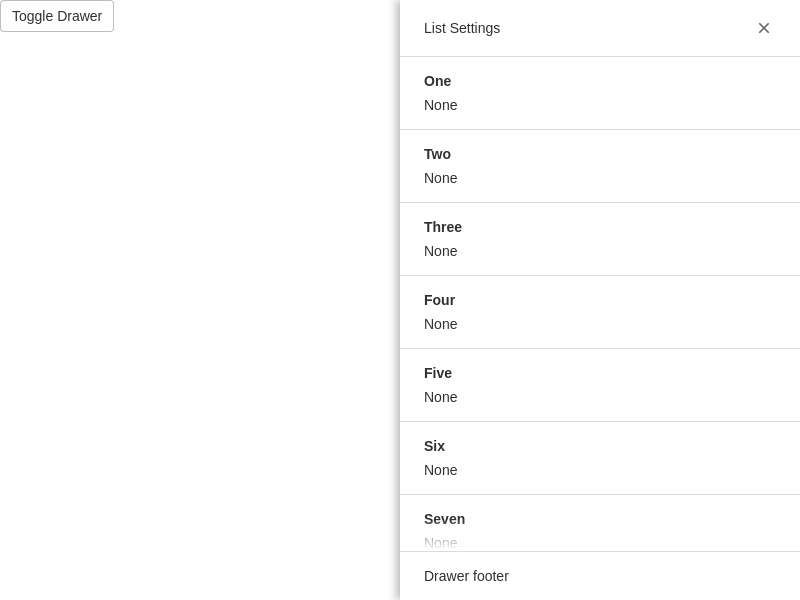 Toggle Drawer
List Settings
One
None
Two
None
Three
None
Four
None
Five
None
Six
None
Seven
None
Drawer footer